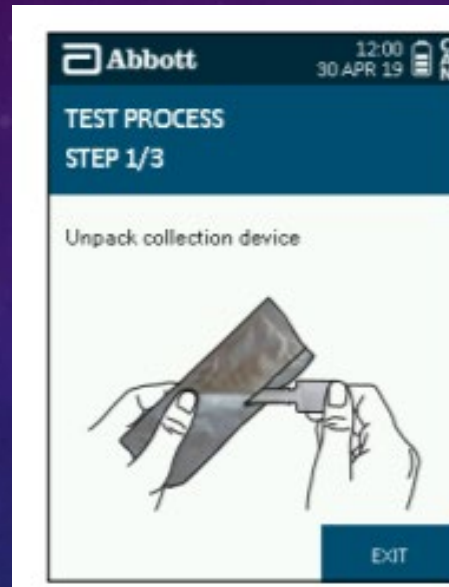 Abbott
12:00
30 APR 19
TEST PROCESS
STEP 1/3
Unpack collection device
EXIT